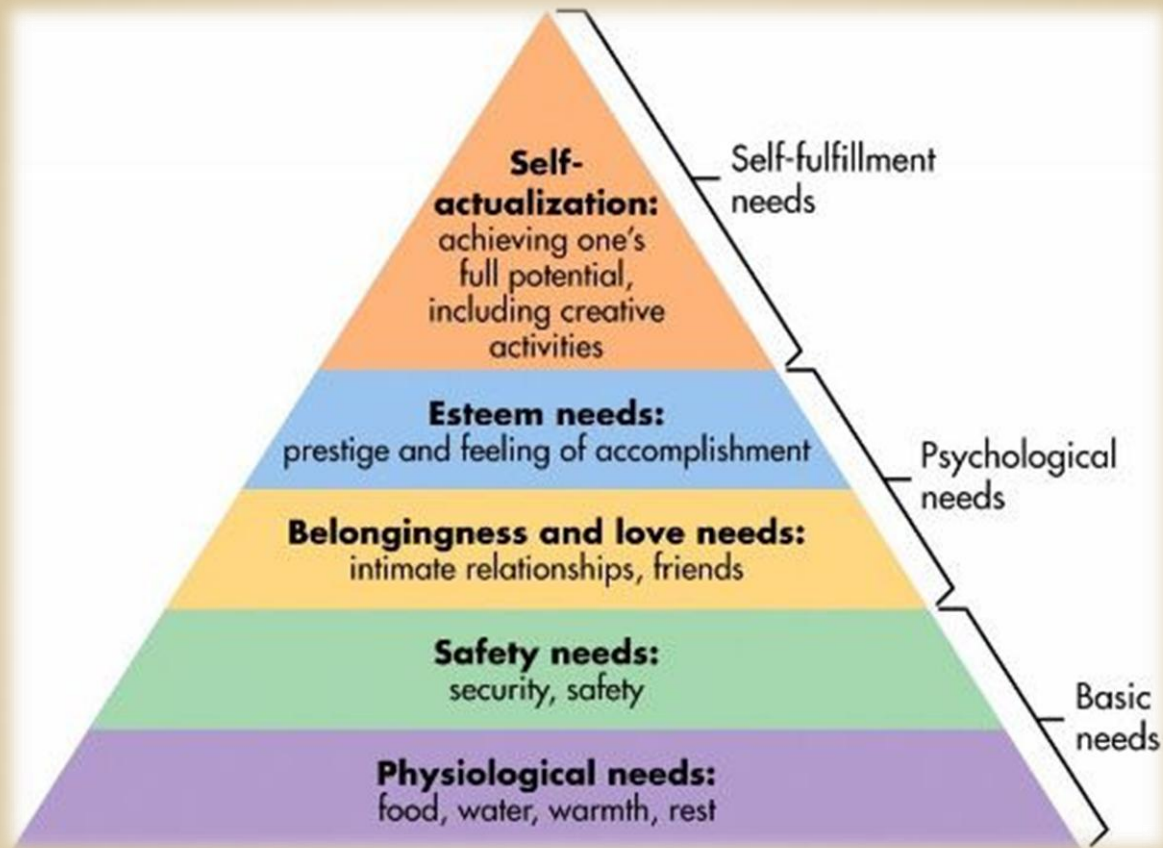 Self-
actualization:
achieving one's
full potential,
including creative
activities
Self-fulfillment
needs
Esteem needs:
prestige and feeling of accomplishment
Psychological
needs
Belongingness and love needs:
intimate relationships, friends
Safety needs:
security, safety
Basic
needs
Physiological needs:
food, water, warmth, rest